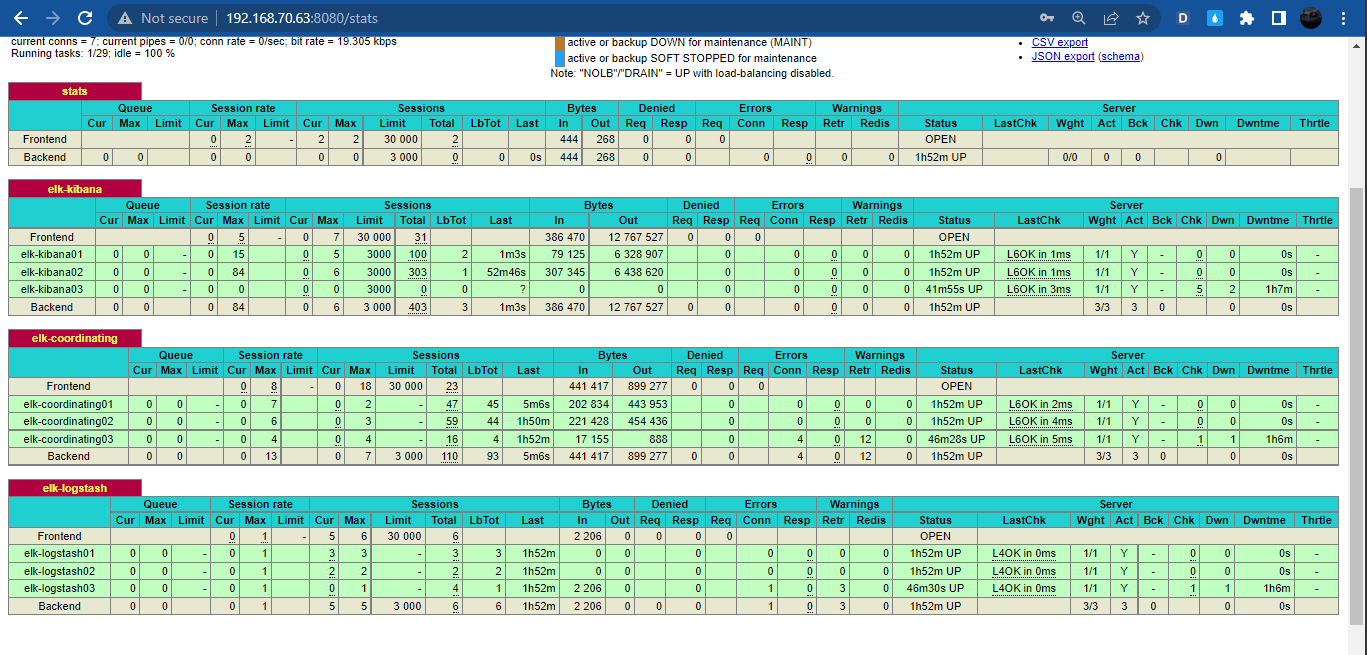 Not secure 192.168.70.63:8080/stats
current conns = 7; current pipes = 0/0; conn rate = 0/sec; bit rate = 19.305 kbps
Running tasks: 1/29; idle = 100 %
active or backup DOWN for maintenance (MAINT)
active or backup SOFT STOPPED for maintenance
Note: "NOLB"/"DRAIN" = UP with load-balancing disabled.
CSV export
JSON export (schema)
stats
Queue Session rate Sessions Bytes Denied Errors Warnings Server
Cur Max Limit Cur Max Limit Cur Max Limit Total LbTot Last In Out Req Resp Req Conn Resp Retr Redis Status LastChk Wght Act Bck Chk Dwn Dwntme Thrtle
Frontend 0 2 - 2 2 30 000 2 444 268 0 0 0 OPEN
Backend 0 0 0 0 0 0 3 000 0 0 0s 444 268 0 0 0 0 0 0 1h52m UP 0/0 0 0 0
elk-kibana
Queue Session rate Sessions Bytes Denied Errors Warnings Server
Cur Max Limit Cur Max Limit Cur Max Limit Total LbTot Last In Out Req Resp Req Conn Resp Retr Redis Status LastChk Wght Act Bck Chk Dwn Dwntme Thrtle
Frontend 0 5 - 0 7 30 000 31 386 470 12 767 527 0 0 0 OPEN
elk-kibana01 0 0 - 0 15 0 5 3000 100 2 1m3s 79 125 6 328 907 0 0 0 0 0 1h52m UP L6OK in 1ms 1/1 Y - 0 0 0s -
elk-kibana02 0 0 - 0 84 0 6 3000 303 1 52m46s 307 345 6 438 620 0 0 0 0 0 1h52m UP L6OK in 1ms 1/1 Y - 0 0 0s -
elk-kibana03 0 0 - 0 0 0 0 3000 0 0 ? 0 0 0 0 0 0 0 41m55s UP L6OK in 3ms 1/1 Y - 5 2 1h7m -
Backend 0 0 0 84 0 6 3 000 403 3 1m3s 386 470 12 767 527 0 0 0 0 0 0 1h52m UP 3/3 3 0 0 0s
elk-coordinating
Queue Session rate Sessions Bytes Denied Errors Warnings Server
Cur Max Limit Cur Max Limit Cur Max Limit Total LbTot Last In Out Req Resp Req Conn Resp Retr Redis Status LastChk Wght Act Bck Chk Dwn Dwntme Thrtle
Frontend 0 8 - 0 18 30 000 23 441 417 899 277 0 0 0 OPEN
elk-coordinating01 0 0 - 0 7 0 2 - 47 45 5m6s 202 834 443 953 0 0 0 0 0 1h52m UP L6OK in 2ms 1/1 Y - 0 0 0s -
elk-coordinating02 0 0 - 0 6 0 3 - 59 44 1h50m 221 428 454 436 0 0 0 0 0 1h52m UP L6OK in 4ms 1/1 Y - 0 0 0s -
elk-coordinating03 0 0 - 0 4 0 4 - 16 4 1h52m 17 155 888 0 4 0 12 0 46m28s UP L6OK in 5ms 1/1 Y - 1 1 1h6m -
Backend 0 0 0 13 0 7 3 000 110 93 5m6s 441 417 899 277 0 0 4 0 12 0 1h52m UP 3/3 3 0 0 0s
elk-logstash
Queue Session rate Sessions Bytes Denied Errors Warnings Server
Cur Max Limit Cur Max Limit Cur Max Limit Total LbTot Last In Out Req Resp Req Conn Resp Retr Redis Status LastChk Wght Act Bck Chk Dwn Dwntme Thrtle
Frontend 0 1 - 5 6 30 000 6 2 206 0 0 0 0 OPEN
elk-logstash01 0 0 - 0 1 3 3 - 3 3 1h52m 0 0 0 0 0 0 0 1h52m UP L4OK in 0ms 1/1 Y - 0 0 0s -
elk-logstash02 0 0 - 0 1 2 2 - 2 2 1h52m 0 0 0 0 0 0 0 1h52m UP L4OK in 0ms 1/1 Y - 0 0 0s -
elk-logstash03 0 0 - 0 1 0 1 - 4 1 1h52m 2 206 0 0 1 0 3 0 46m30s UP L4OK in 0ms 1/1 Y - 1 1 1h6m -
Backend 0 0 0 1 5 5 3 000 6 6 1h52m 2 206 0 0 0 1 0 3 0 1h52m UP 3/3 3 0 0 0s